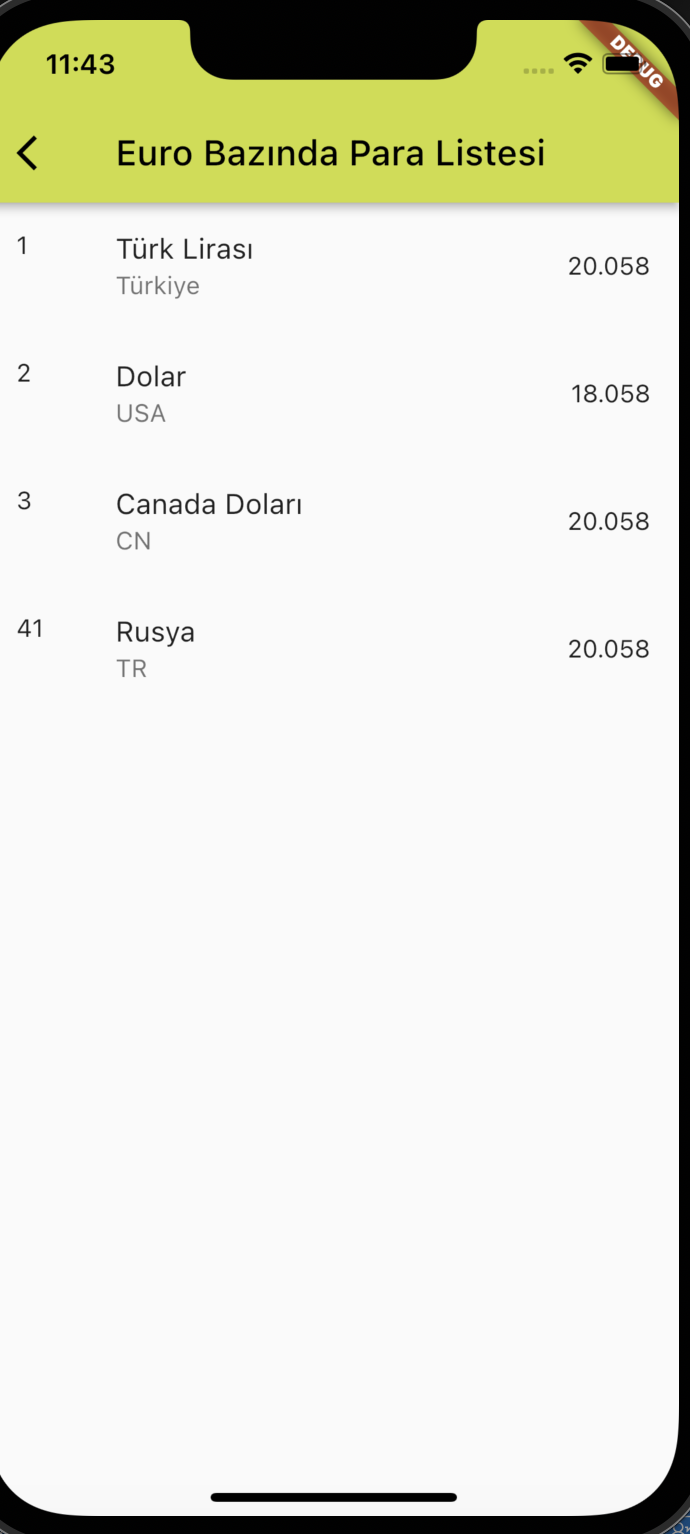 11:43
DEBUG
Euro Bazında Para Listesi
1
Türk Lirası
Türkiye
20.058
2
Dolar
USA
18.058
3
Canada Doları
CN
20.058
41
Rusya
TR
20.058